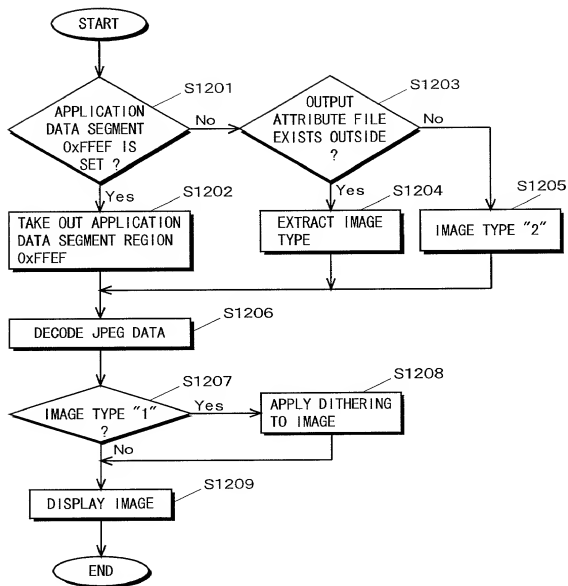 START
S1201
APPLICATION
DATA SEGMENT
0xFFEF IS
SET ?
No
Yes
S1203
OUTPUT
ATTRIBUTE FILE
EXISTS OUTSIDE
?
No
Yes
S1202
TAKE OUT APPLICATION
DATA SEGMENT REGION
0xFFEF
S1204
EXTRACT IMAGE
TYPE
S1205
IMAGE TYPE "2"
S1206
DECODE JPEG DATA
S1207
IMAGE TYPE "1"
?
Yes
No
S1208
APPLY DITHERING
TO IMAGE
S1209
DISPLAY IMAGE
END